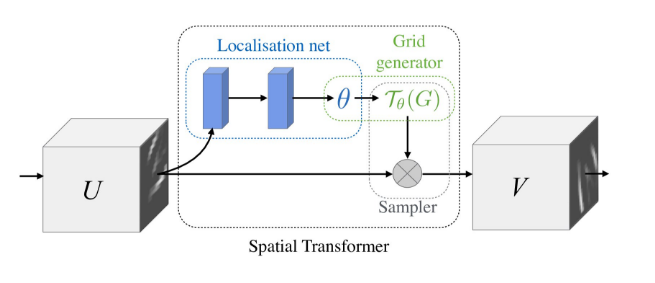 Localisation net
Grid
generator
θ
𝒯θ(G)
U
V
Sampler
Spatial Transformer